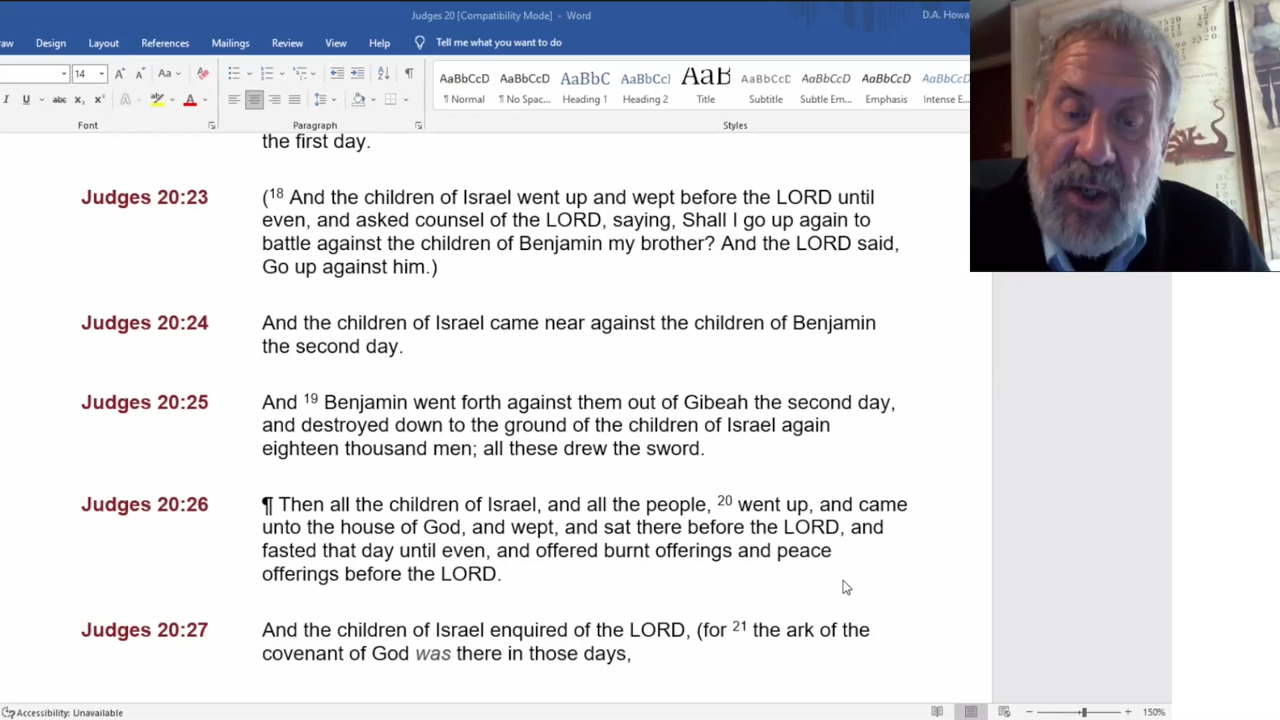 Judges 20 [Compatibility Mode] - Word
D.A. Howa
aw Design Layout References Mailings Review View Help Tell me what you want to do
14 Aa
AaBbCcD AaBbCcD AaBbC AaBbCcI AaB AaBbCcD AaBbCcD AaBbCcD AaBbCcD
I U abc x₂ x² A A
¶ Normal ¶ No Spac... Heading 1 Heading 2 Title Subtitle Subtle Em... Emphasis Intense E...
Font Paragraph Styles
the first day.
Judges 20:23 (18 And the children of Israel went up and wept before the LORD until
even, and asked counsel of the LORD, saying, Shall I go up again to
battle against the children of Benjamin my brother? And the LORD said,
Go up against him.)
Judges 20:24 And the children of Israel came near against the children of Benjamin
the second day.
Judges 20:25 And 19 Benjamin went forth against them out of Gibeah the second day,
and destroyed down to the ground of the children of Israel again
eighteen thousand men; all these drew the sword.
Judges 20:26 ¶ Then all the children of Israel, and all the people, 20 went up, and came
unto the house of God, and wept, and sat there before the LORD, and
fasted that day until even, and offered burnt offerings and peace
offerings before the LORD.
Judges 20:27 And the children of Israel enquired of the LORD, (for 21 the ark of the
covenant of God was there in those days,
Accessibility: Unavailable
150%